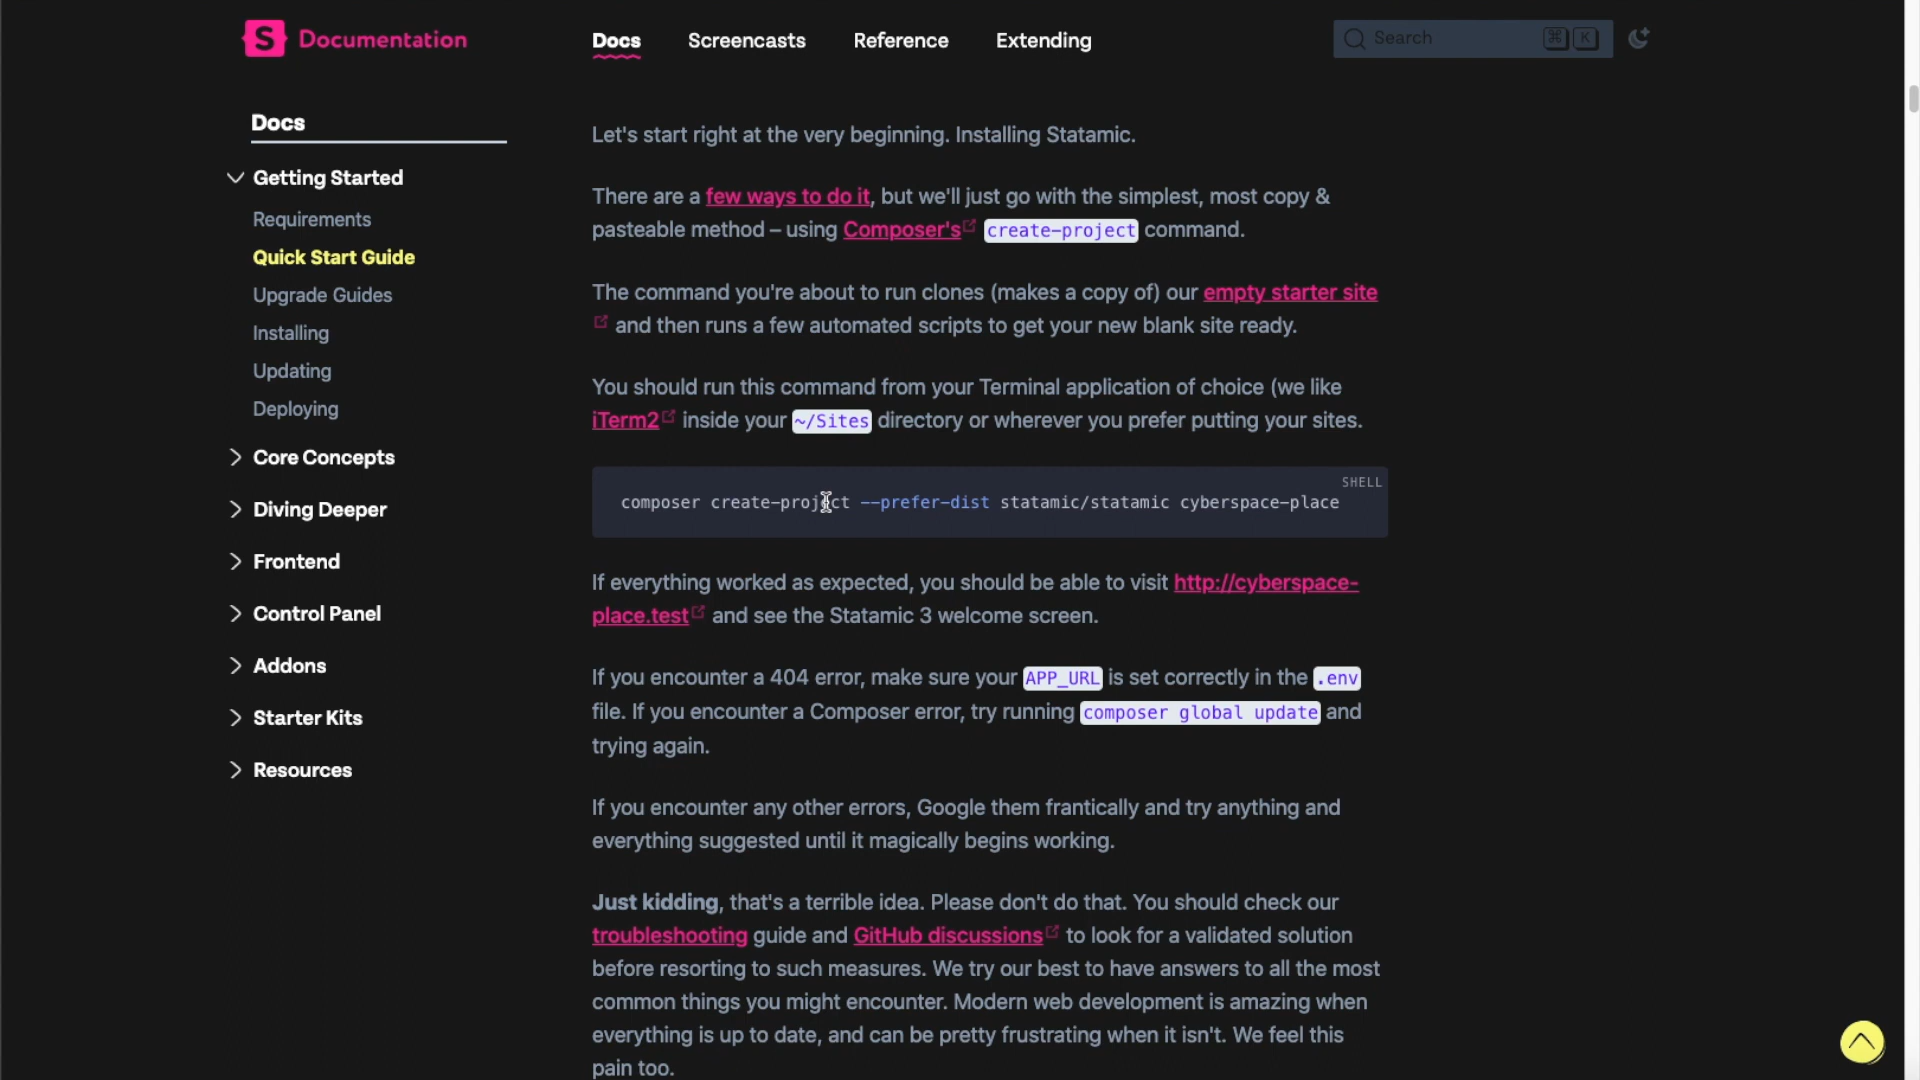 S Documentation
Docs
Screencasts
Reference
Extending
Search ⌘ K
Docs
Getting Started
Requirements
Quick Start Guide
Upgrade Guides
Installing
Updating
Deploying
Core Concepts
Diving Deeper
Frontend
Control Panel
Addons
Starter Kits
Resources
Let's start right at the very beginning. Installing Statamic.
There are a few ways to do it, but we'll just go with the simplest, most copy &
pasteable method – using Composer's create-project command.
The command you're about to run clones (makes a copy of) our empty starter site
and then runs a few automated scripts to get your new blank site ready.
You should run this command from your Terminal application of choice (we like
iTerm2 inside your ~/Sites directory or wherever you prefer putting your sites.
SHELL
composer create-project --prefer-dist statamic/statamic cyberspace-place
If everything worked as expected, you should be able to visit http://cyberspace-
place.test and see the Statamic 3 welcome screen.
If you encounter a 404 error, make sure your APP_URL is set correctly in the .env
file. If you encounter a Composer error, try running composer global update and
trying again.
If you encounter any other errors, Google them frantically and try anything and
everything suggested until it magically begins working.
Just kidding, that's a terrible idea. Please don't do that. You should check our
troubleshooting guide and GitHub discussions to look for a validated solution
before resorting to such measures. We try our best to have answers to all the most
common things you might encounter. Modern web development is amazing when
everything is up to date, and can be pretty frustrating when it isn't. We feel this
pain too.